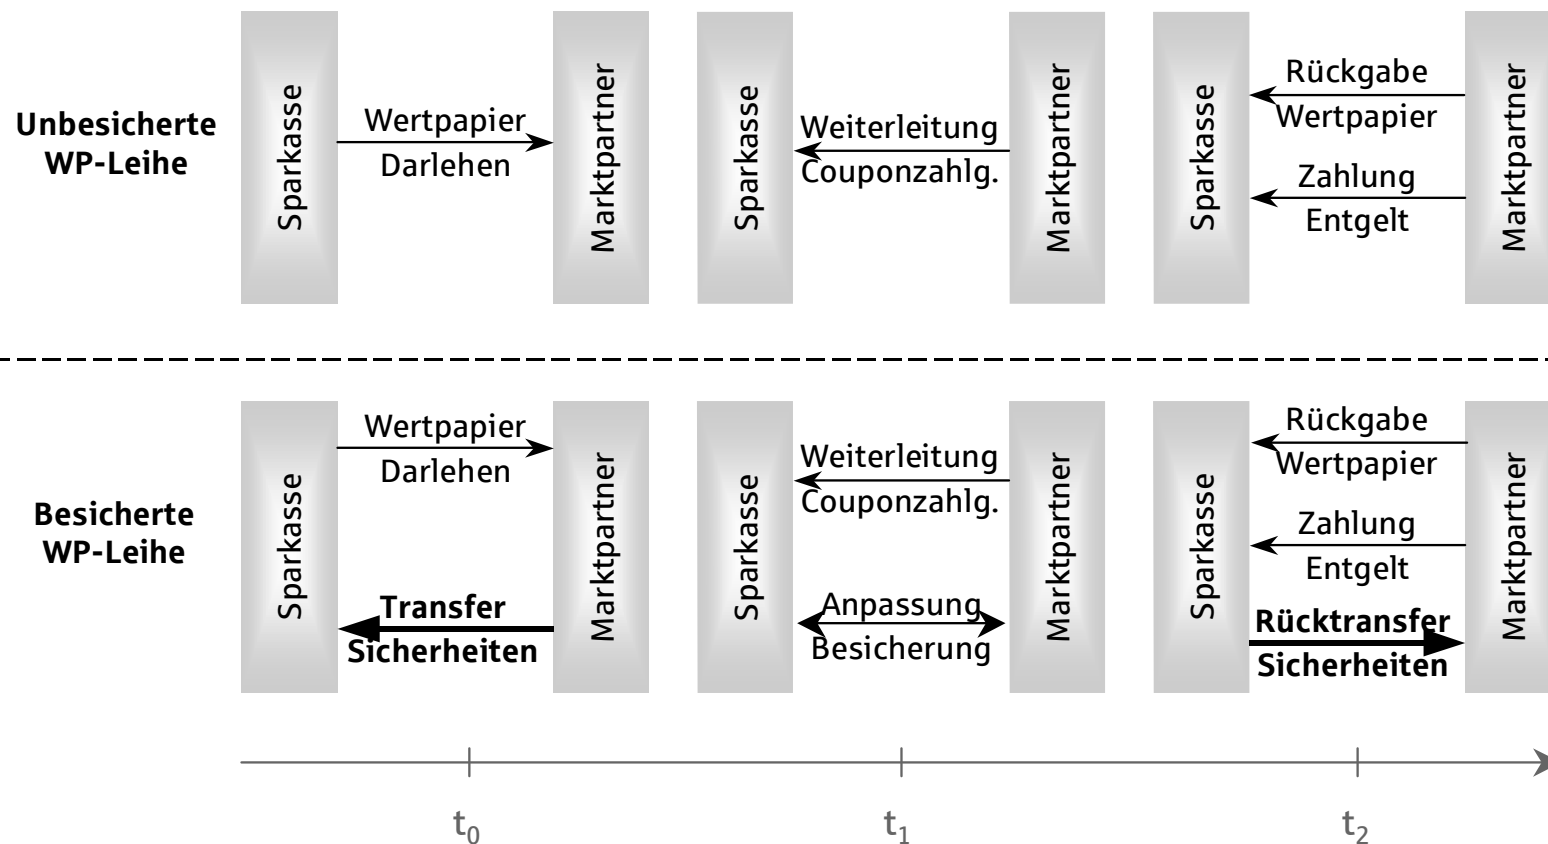 Unbesicherte
WP-Leihe
Sparkasse
Wertpapier
Darlehen
Marktpartner
Sparkasse
Weiterleitung
Couponzahlg.
Marktpartner
Sparkasse
Rückgabe
Wertpapier
Zahlung
Entgelt
Marktpartner
Besicherte
WP-Leihe
Sparkasse
Wertpapier
Darlehen
Transfer
Sicherheiten
Marktpartner
Sparkasse
Weiterleitung
Couponzahlg.
Anpassung
Besicherung
Marktpartner
Sparkasse
Rückgabe
Wertpapier
Zahlung
Entgelt
Rücktransfer
Sicherheiten
Marktpartner
t₀
t₁
t₂